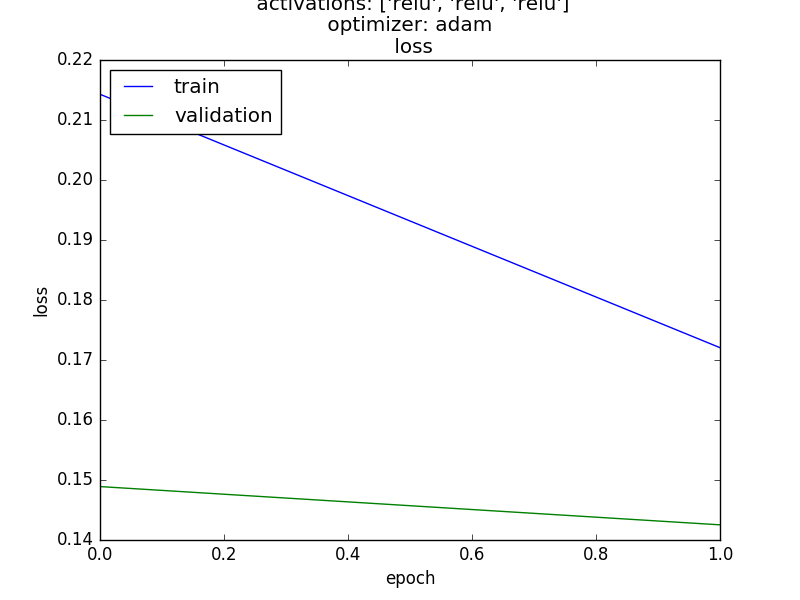 activations: ['relu', 'relu', 'relu']
optimizer: adam
loss
0.22
train
validation
0.21
0.20
0.19
0.18
loss
0.17
0.16
0.15
0.14
0.0 0.2 0.4 0.6 0.8 1.0
epoch